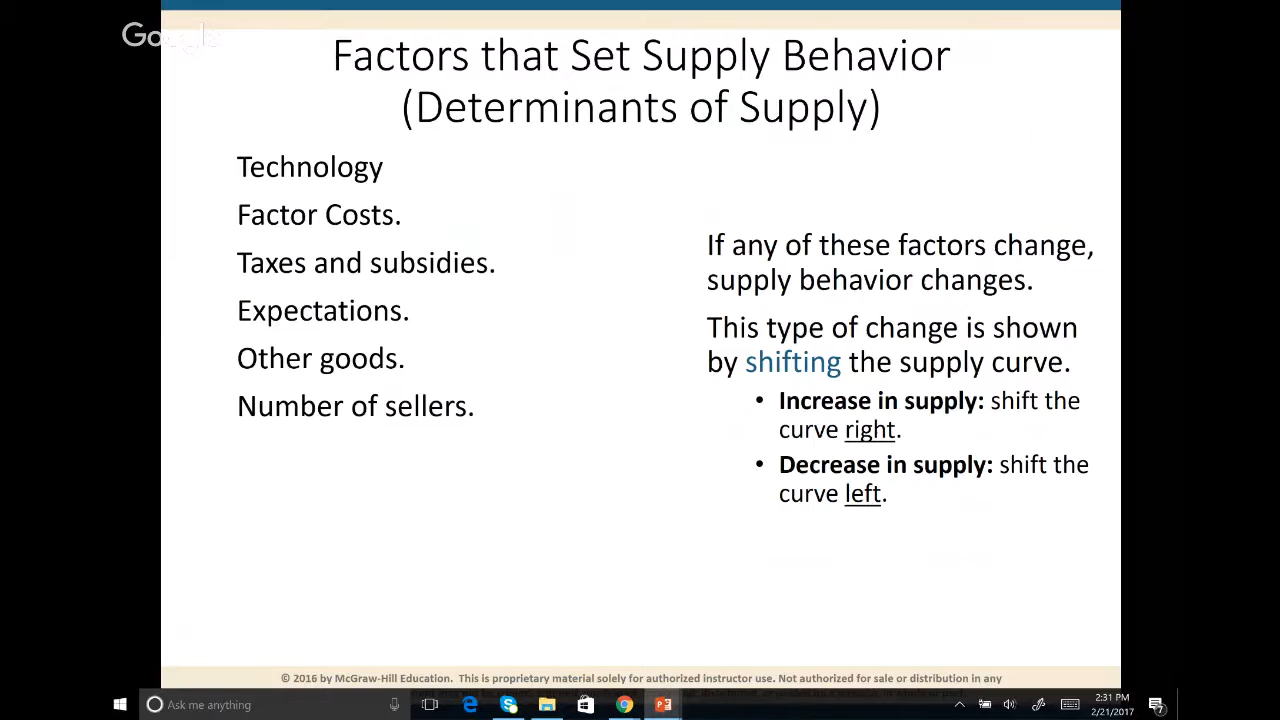 Google
Factors that Set Supply Behavior
(Determinants of Supply)
Technology
Factor Costs.
Taxes and subsidies.
Expectations.
Other goods.
Number of sellers.
If any of these factors change,
supply behavior changes.
This type of change is shown
by shifting the supply curve.
• Increase in supply: shift the
curve right.
• Decrease in supply: shift the
curve left.
© 2016 by McGraw-Hill Education. This is proprietary material solely for authorized instructor use. Not authorized for sale or distribution in any
Ask me anything
2:31 PM
2/21/2017
7